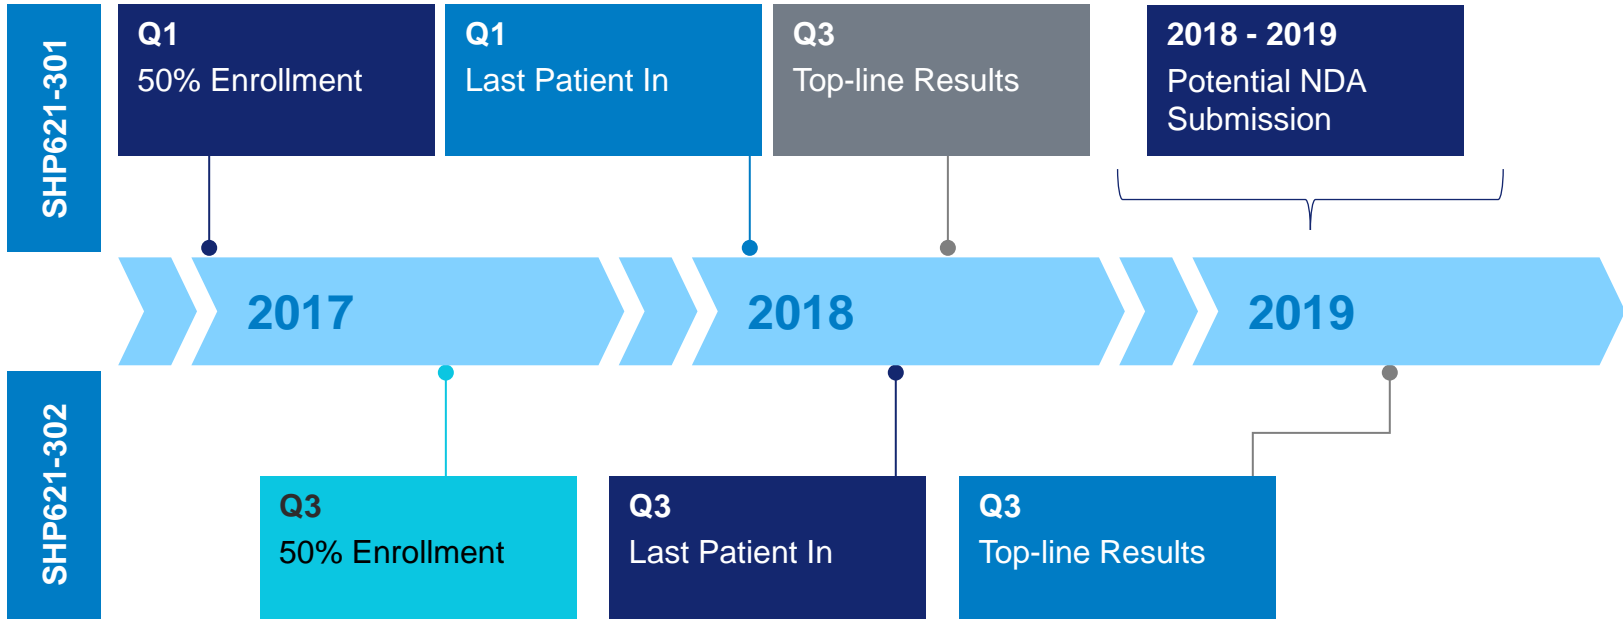 SHP621-301
Q1
50% Enrollment
Q1
Last Patient In
Q3
Top-line Results
2018 - 2019
Potential NDA
Submission
2017
2018
2019
SHP621-302
Q3
50% Enrollment
Q3
Last Patient In
Q3
Top-line Results